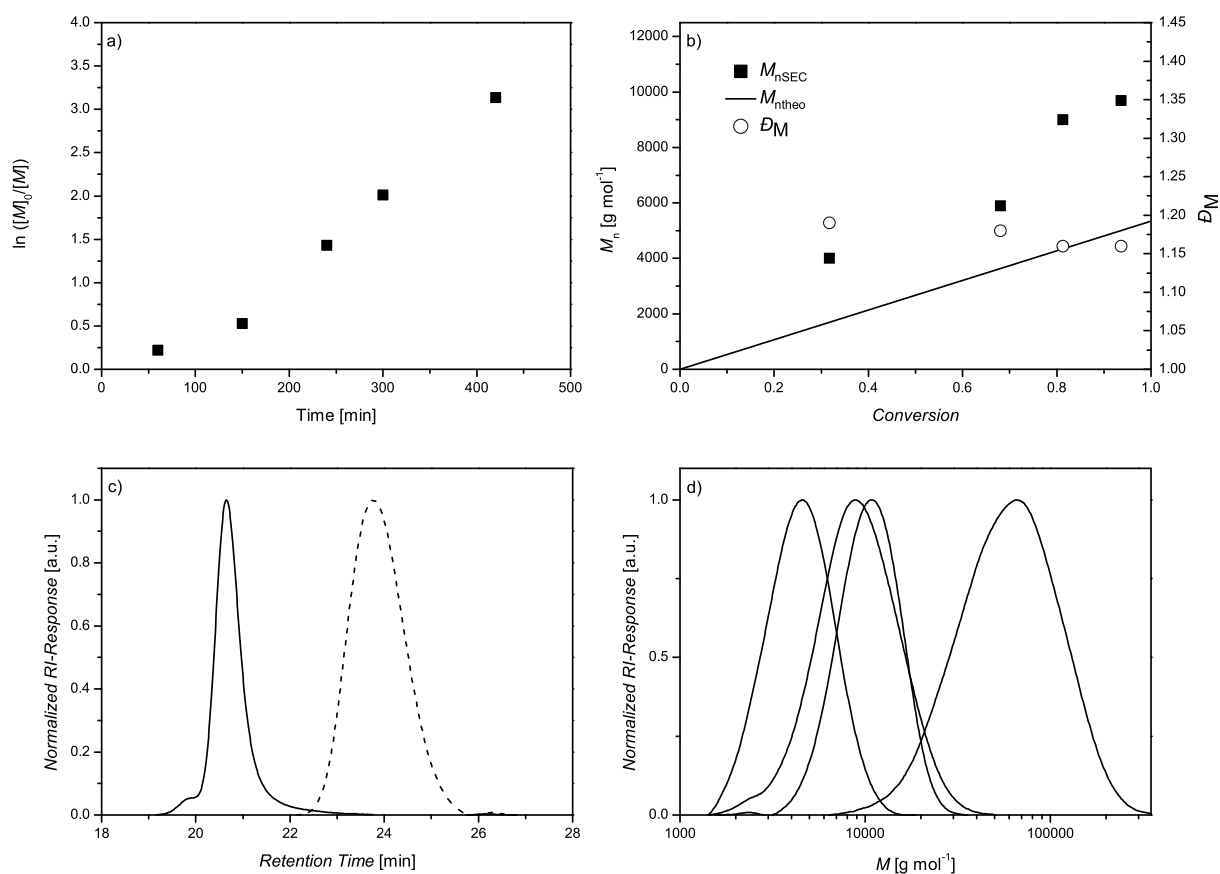 a)
4.0
3.5
3.0
2.5
2.0
1.5
1.0
0.5
0.0
0 100 200 300 400 500
Time [min]
ln ([M]0/[M])
b)
MnSEC
Mntheo
ĐM
12000
10000
8000
6000
4000
2000
0
Mn [g mol-1]
1.45
1.40
1.35
1.30
1.25
1.20
1.15
1.10
1.05
1.00
ĐM
0.0 0.2 0.4 0.6 0.8 1.0
Conversion
c)
1.0
0.8
0.6
0.4
0.2
0.0
Normalized RI-Response [a.u.]
18 20 22 24 26 28
Retention Time [min]
d)
1.0
0.5
0.0
Normalized RI-Response [a.u.]
1000 10000 100000
M [g mol-1]